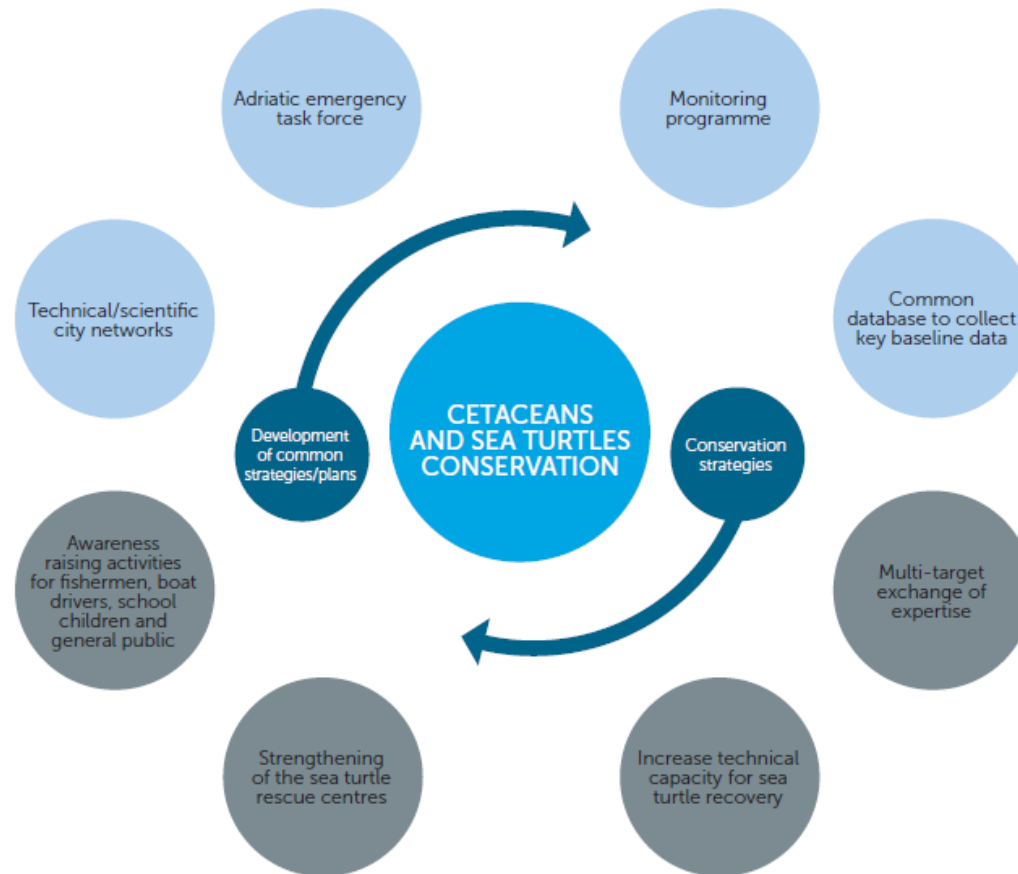 Adriatic emergency
task force
Monitoring
programme
Technical/scientific
city networks
Common
database to collect
key baseline data
CETACEANS
AND SEA TURTLES
CONSERVATION
Development
of common
strategies/plans
Conservation
strategies
Awareness
raising activities
for fishermen, boat
drivers, school
children and
general public
Multi-target
exchange of
expertise
Strengthening
of the sea turtle
rescue centres
Increase technical
capacity for sea
turtle recovery